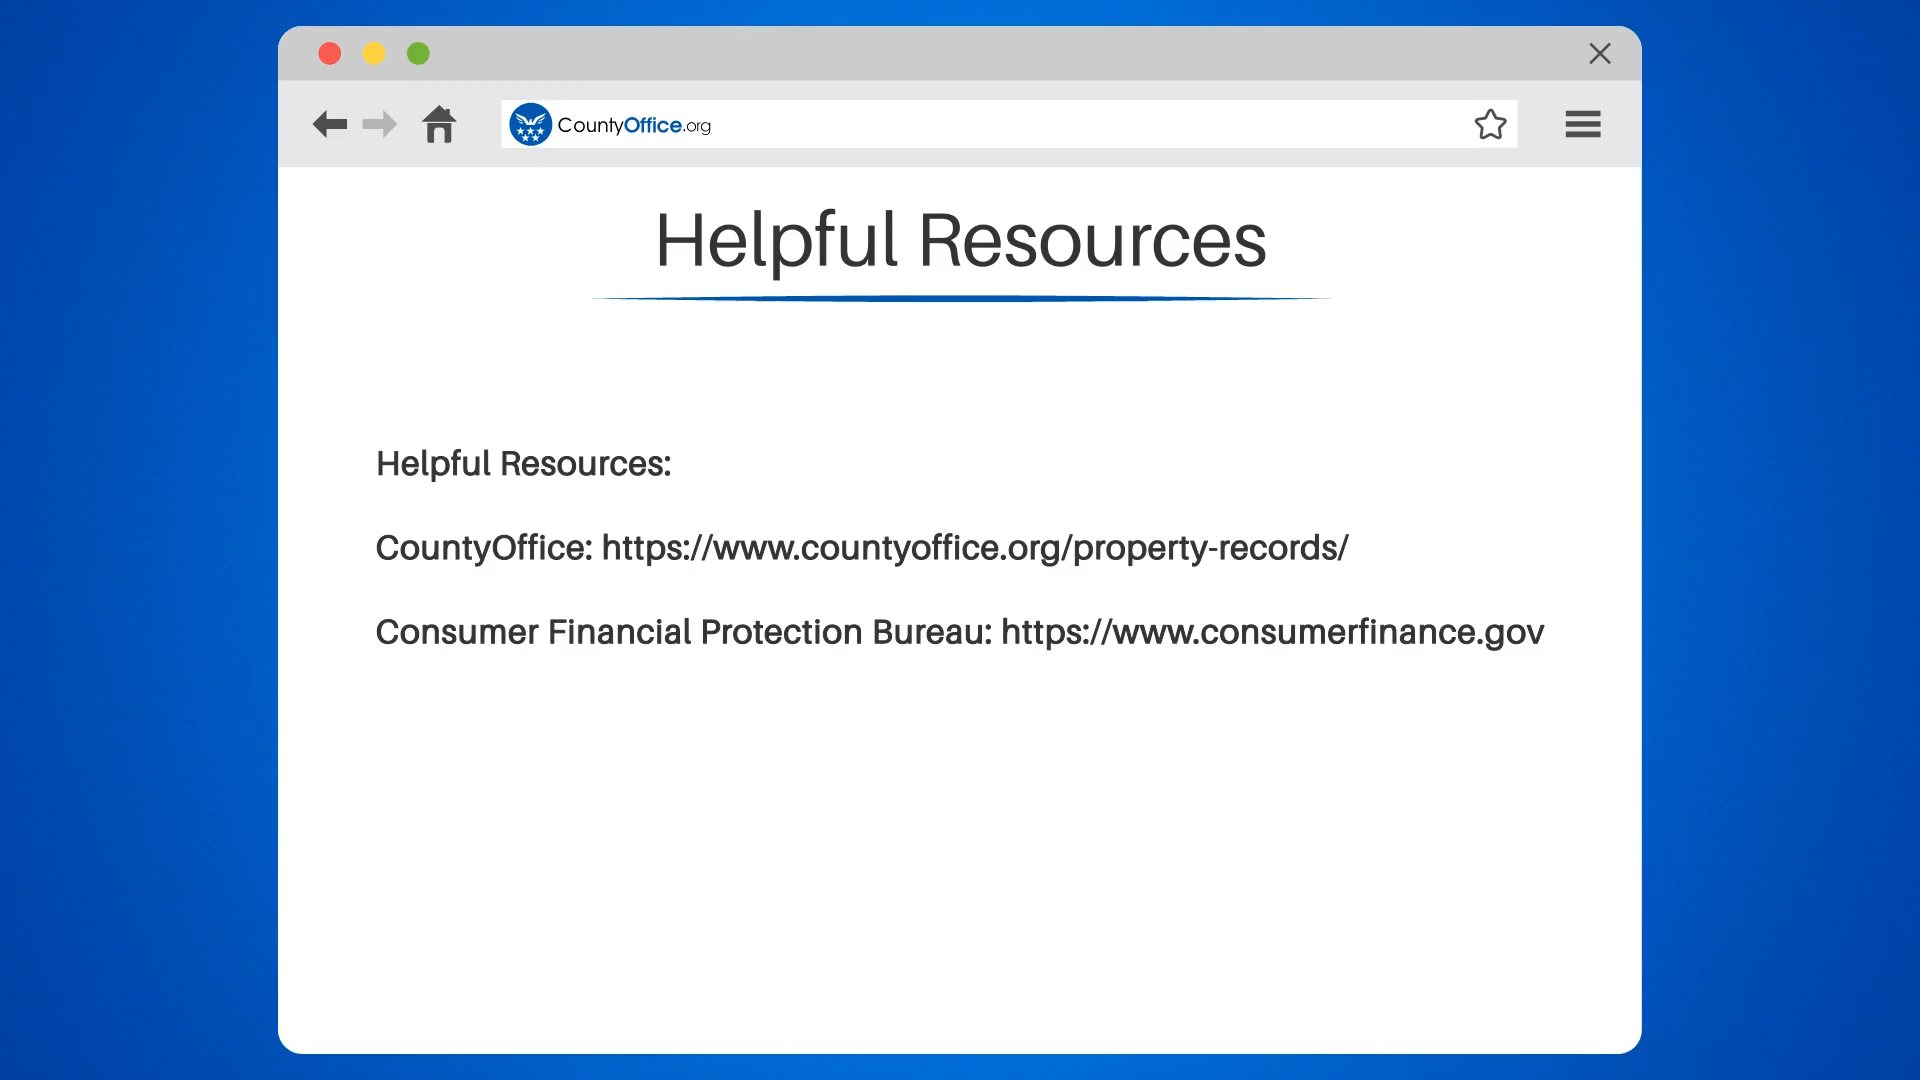 CountyOffice.org
Helpful Resources
Helpful Resources:
CountyOffice: https://www.countyoffice.org/property-records/
Consumer Financial Protection Bureau: https://www.consumerfinance.gov